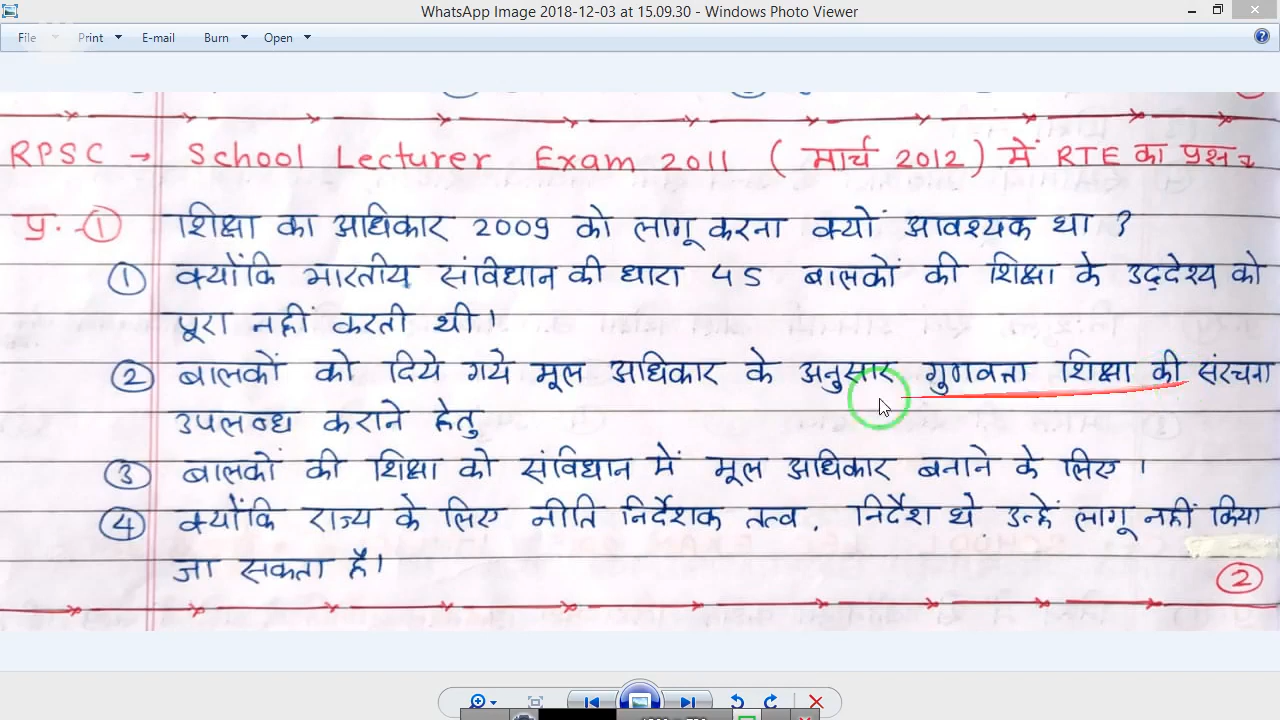 WhatsApp Image 2018-12-03 at 15.09.30 - Windows Photo Viewer
File Print E-mail Burn Open
RPSC → School Lecturer Exam 2011 ( मार्च 2012 ) में RTE का प्रश्न
प्र.-① शिक्षा का अधिकार 2009 को लागू करना क्यों आवश्यक था ?
① क्योंकि भारतीय संविधान की धारा 45 बालकों की शिक्षा के उद्देश्य को
पूरा नहीं करती थी।
② बालकों को दिये गये मूल अधिकार के अनुसार गुणवत्ता शिक्षा की संरचना
उपलब्ध कराने हेतु
③ बालकों की शिक्षा को संविधान में मूल अधिकार बनाने के लिए ।
④ क्योंकि राज्य के लिए नीति निर्देशक तत्व, निर्देश थे उन्हें लागू नहीं किया
जा सकता है।
②